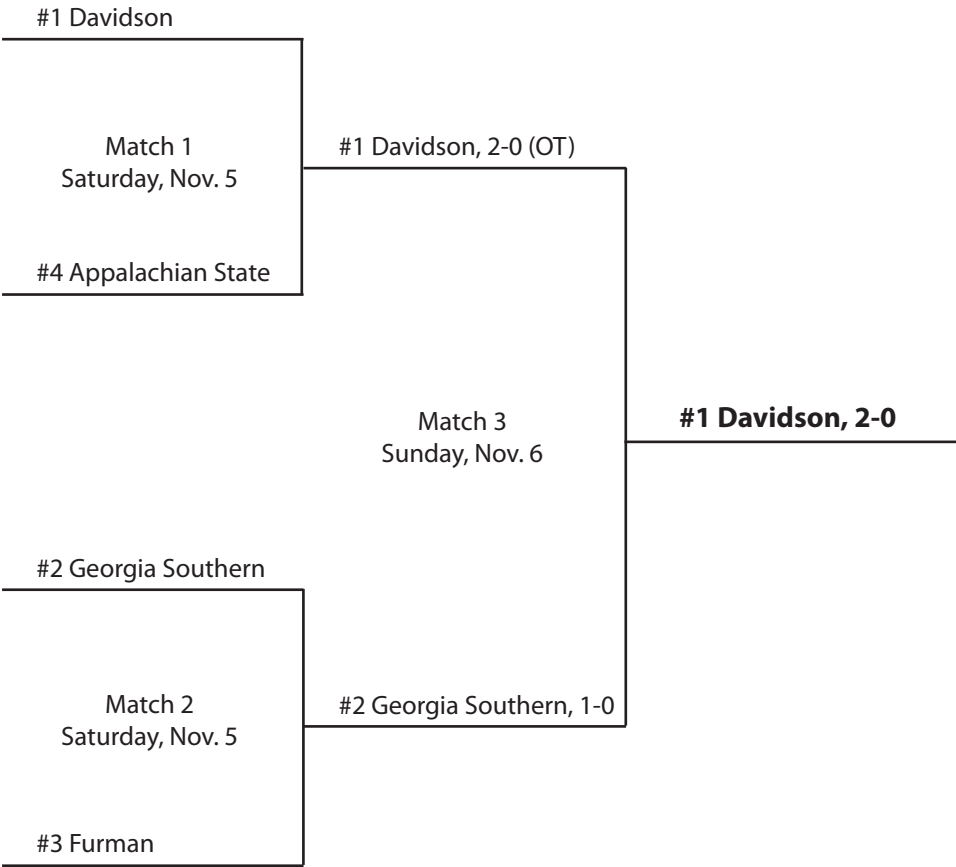 #1 Davidson
Match 1
Saturday, Nov. 5
#1 Davidson, 2-0 (OT)
#4 Appalachian State
Match 3
Sunday, Nov. 6
#1 Davidson, 2-0
#2 Georgia Southern
Match 2
Saturday, Nov. 5
#2 Georgia Southern, 1-0
#3 Furman